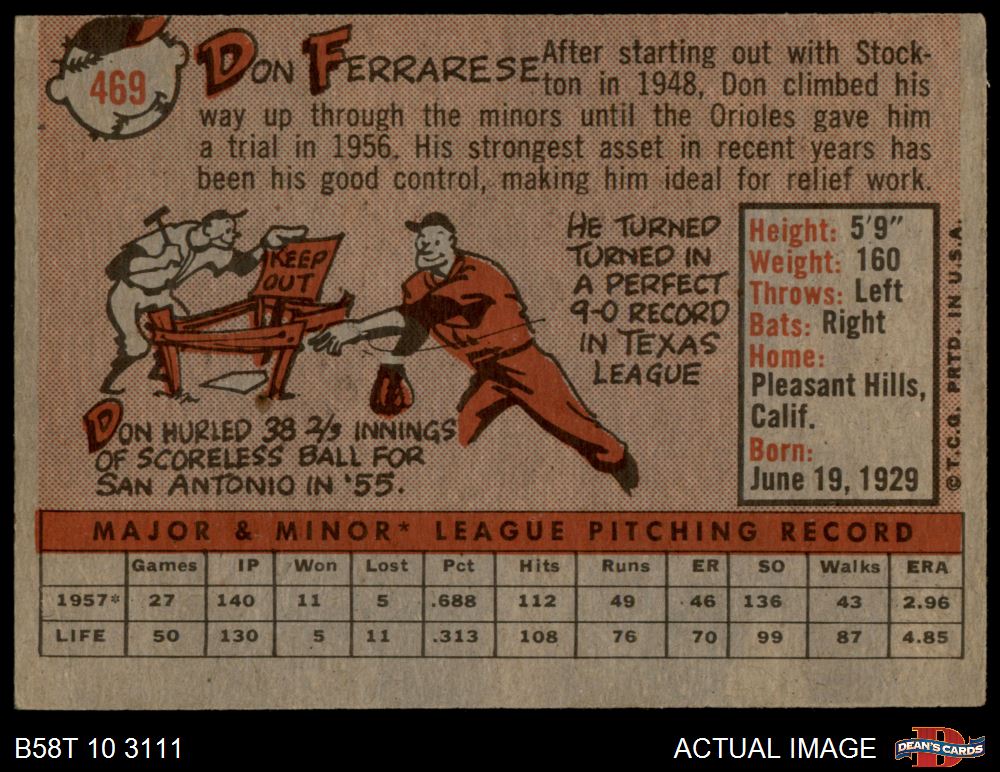 469
DON FERRARESE
After starting out with Stock-
ton in 1948, Don climbed his
way up through the minors until the Orioles gave him
a trial in 1956. His strongest asset in recent years has
been his good control, making him ideal for relief work.
KEEP
OUT
HE TURNED
TURNED IN
A PERFECT
9-0 RECORD
IN TEXAS
LEAGUE
DON HURLED 38 2/3 INNINGS
OF SCORELESS BALL FOR
SAN ANTONIO IN '55.
Height: 5'9"
Weight: 160
Throws: Left
Bats: Right
Home:
Pleasant Hills,
Calif.
Born:
June 19, 1929
©T.C.G. PRTD. IN U.S.A.
MAJOR & MINOR* LEAGUE PITCHING RECORD
Games IP Won Lost Pct Hits Runs ER SO Walks ERA
1957* 27 140 11 5 .688 112 49 46 136 43 2.96
LIFE 50 130 5 11 .313 108 76 70 99 87 4.85
B58T 10 3111
ACTUAL IMAGE
D
DEAN'S CARDS